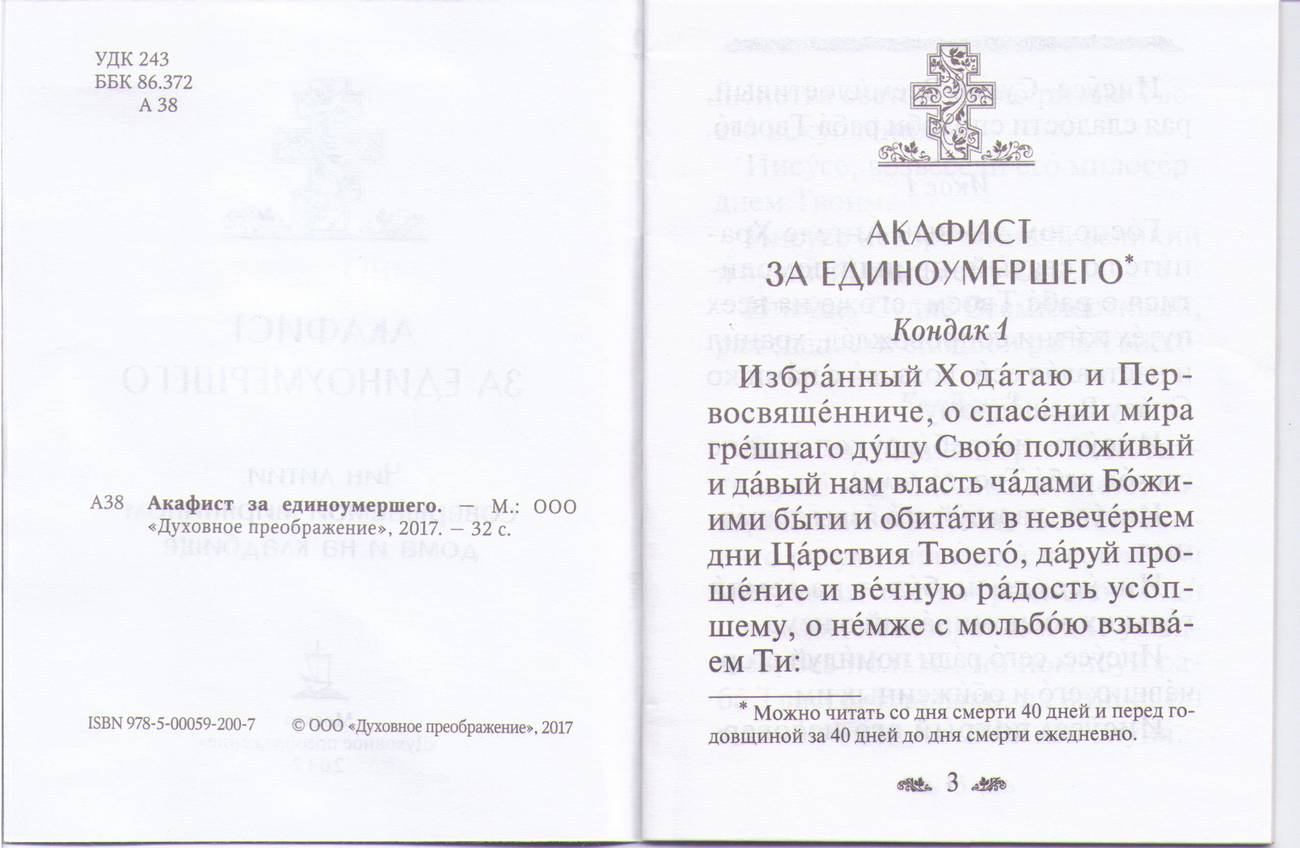 УДК 243
ББК 86.372
А 38
А38 Акафист за единоумершего. — М.: ООО
«Духовное преображение», 2017. — 32 с.
ISBN 978-5-00059-200-7 © ООО «Духовное преображение», 2017
АКАФИСТ
ЗА ЕДИНОУМЕРШЕГО*
Кондак 1
Избра́нный Хода́таю и Пер-
восвяще́нниче, о спасе́нии ми́ра
гре́шнаго ду́шу Свою́ положи́вый
и да́вый нам власть ча́дами Бо́жи-
ими бы́ти и обита́ти в невече́рнем
дни Ца́рствия Твоего́, да́руй про-
ще́ние и ве́чную ра́дость усо́п-
шему, о не́мже с мольбо́ю взыва́-
ем Ти:
* Можно читать со дня смерти 40 дней и перед го-
довщиной за 40 дней до дня смерти ежедневно.
3